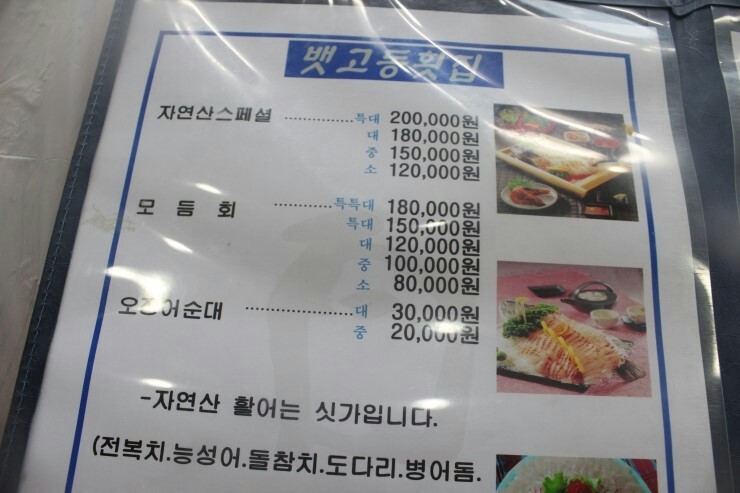 뱃고동횟집
자연산스페셜 ...............특대 200,000원
대 180,000원
중 150,000원
소 120,000원
모 듬 회 ...............특특대 180,000원
특대 150,000원
대 120,000원
중 100,000원
소 80,000원
오징어순대 ......................대 30,000원
중 20,000원
-자연산 활어는 싯가입니다.
(전복치.능성어.돌참치.도다리.병어돔.